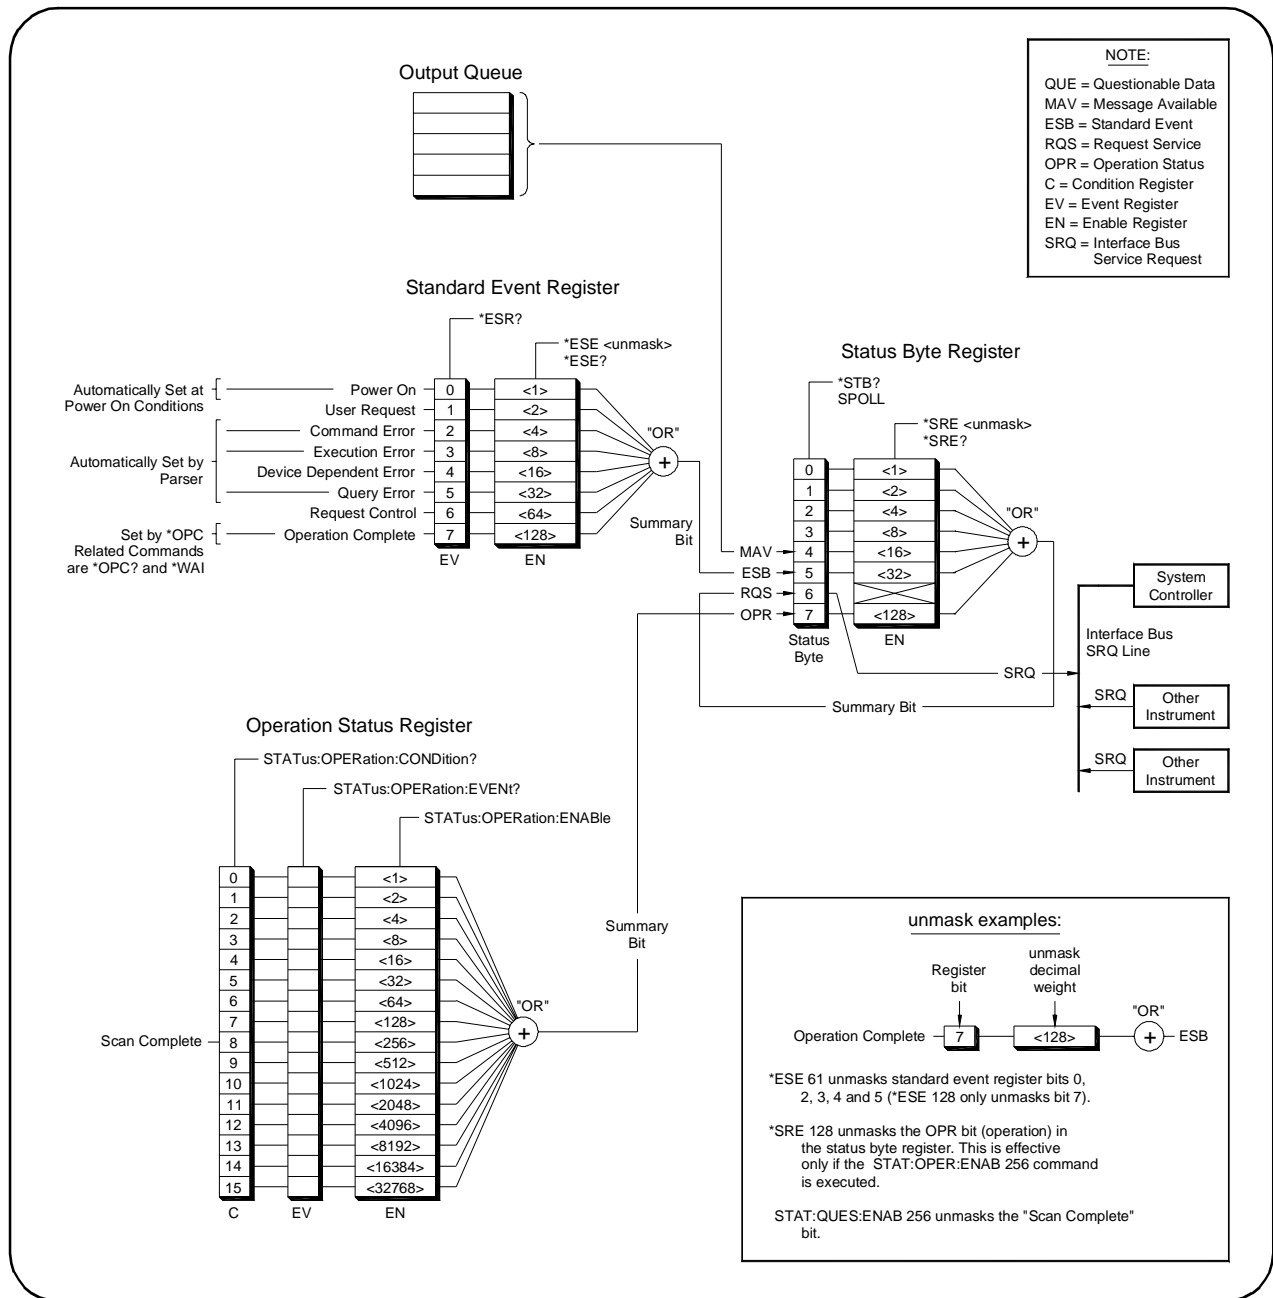 Output Queue
NOTE:
QUE = Questionable Data
MAV = Message Available
ESB = Standard Event
RQS = Request Service
OPR = Operation Status
C = Condition Register
EV = Event Register
EN = Enable Register
SRQ = Interface Bus
Service Request
Standard Event Register
*ESR?
*ESE <unmask>
*ESE?
Automatically Set at
Power On Conditions
Automatically Set by
Parser
Set by *OPC
Related Commands
are *OPC? and *WAI
Power On 0 <1>
User Request 1 <2>
Command Error 2 <4>
Execution Error 3 <8>
Device Dependent Error 4 <16>
Query Error 5 <32>
Request Control 6 <64>
Operation Complete 7 <128>
EV EN
"OR"
+
Summary
Bit
Status Byte Register
*STB?
SPOLL
*SRE <unmask>
*SRE?
0 <1>
1 <2>
2 <4>
3 <8>
MAV 4 <16>
ESB 5 <32>
RQS 6
OPR 7 <128>
Status
Byte
EN
"OR"
+
SRQ
Summary Bit
System
Controller
Interface Bus
SRQ Line
SRQ
Other
Instrument
SRQ
Other
Instrument
Operation Status Register
STATus:OPERation:CONDition?
STATus:OPERation:EVENt?
STATus:OPERation:ENABle
0 <1>
1 <2>
2 <4>
3 <8>
4 <16>
5 <32>
6 <64>
7 <128>
Scan Complete 8 <256>
9 <512>
10 <1024>
11 <2048>
12 <4096>
13 <8192>
14 <16384>
15 <32768>
C EV EN
"OR"
+
Summary
Bit
unmask examples:
Register
bit
unmask
decimal
weight
"OR"
Operation Complete 7 <128> + ESB
*ESE 61 unmasks standard event register bits 0,
2, 3, 4 and 5 (*ESE 128 only unmasks bit 7).
*SRE 128 unmasks the OPR bit (operation) in
the status byte register. This is effective
only if the STAT:OPER:ENAB 256 command
is executed.
STAT:QUES:ENAB 256 unmasks the "Scan Complete"
bit.